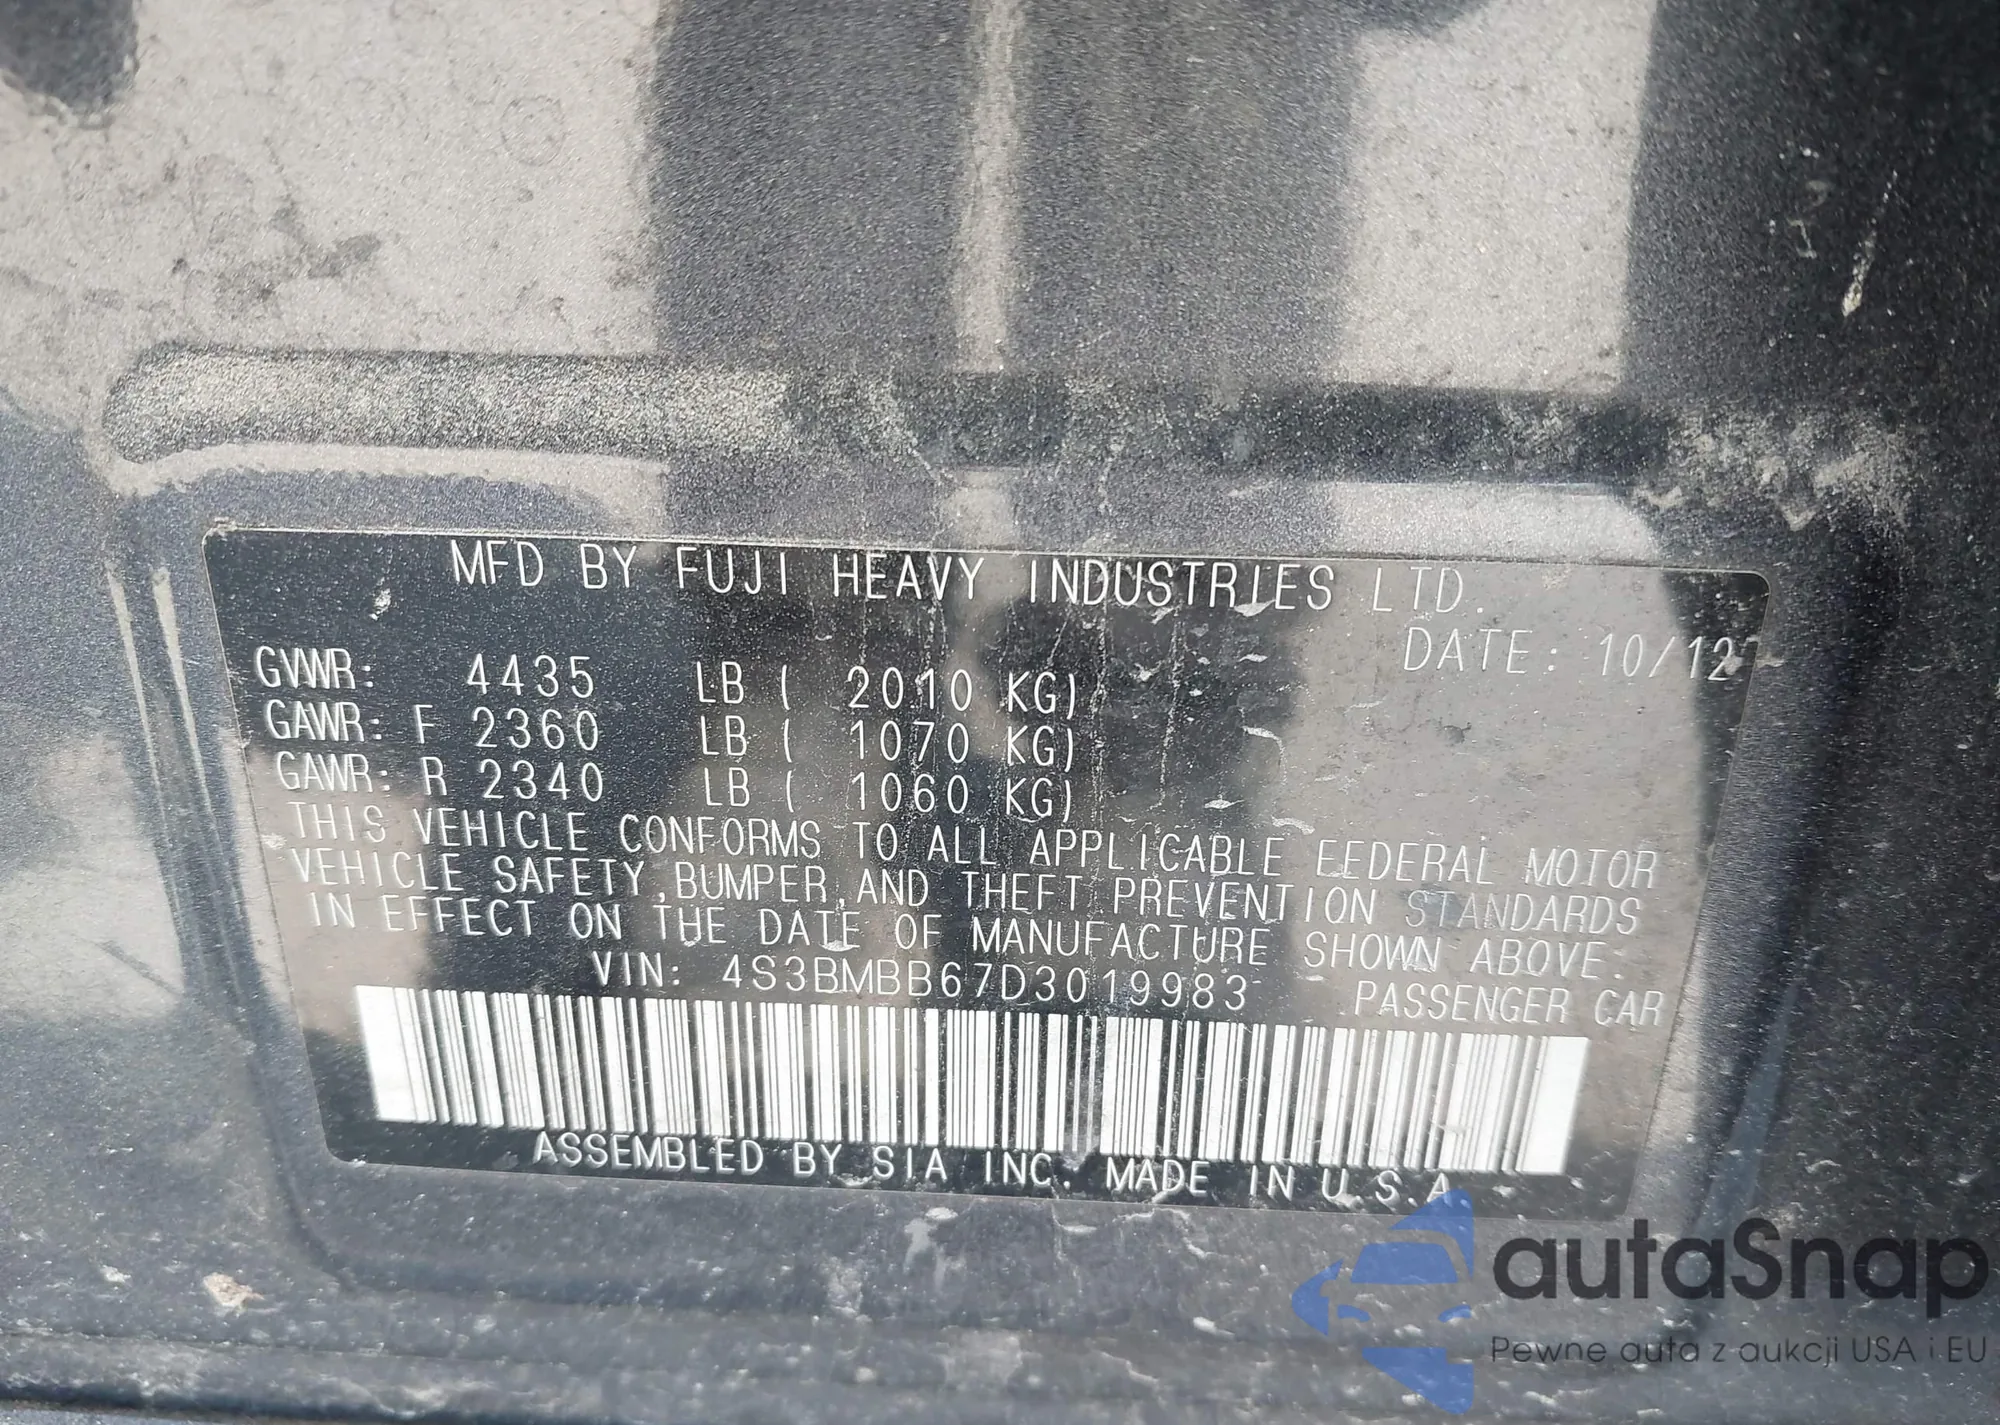 MFD BY FUJI HEAVY INDUSTRIES LTD.
DATE: 10/12
GVWR: 4435 LB ( 2010 KG)
GAWR: F 2360 LB ( 1070 KG)
GAWR: R 2340 LB ( 1060 KG)
THIS VEHICLE CONFORMS TO ALL APPLICABLE FEDERAL MOTOR
VEHICLE SAFETY, BUMPER, AND THEFT PREVENTION STANDARDS
IN EFFECT ON THE DATE OF MANUFACTURE SHOWN ABOVE.
VIN: 4S3BMBB67D3019983 PASSENGER CAR
ASSEMBLED BY SIA INC. MADE IN U.S.A
autaSnap
Pewne auta z aukcji USA i EU